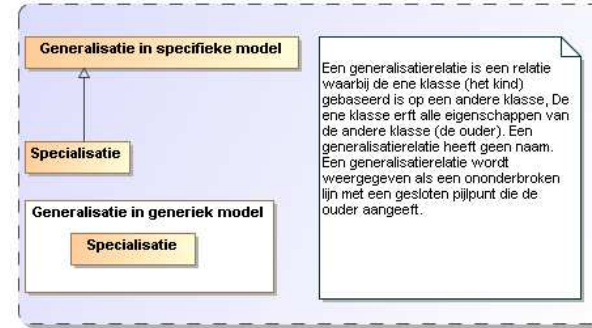 Generalisatie in specifieke model
Specialisatie
Generalisatie in generiek model
Specialisatie
Een generalisatierelatie is een relatie
waarbij de ene klasse (het kind)
gebaseerd is op een andere klasse, De
ene klasse erft alle eigenschappen van
de andere klasse (de ouder). Een
generalisatierelatie heeft geen naam.
Een generalisatierelatie wordt
weergegeven als een ononderbroken
lijn met een gesloten pijlpunt die de
ouder aangeeft.